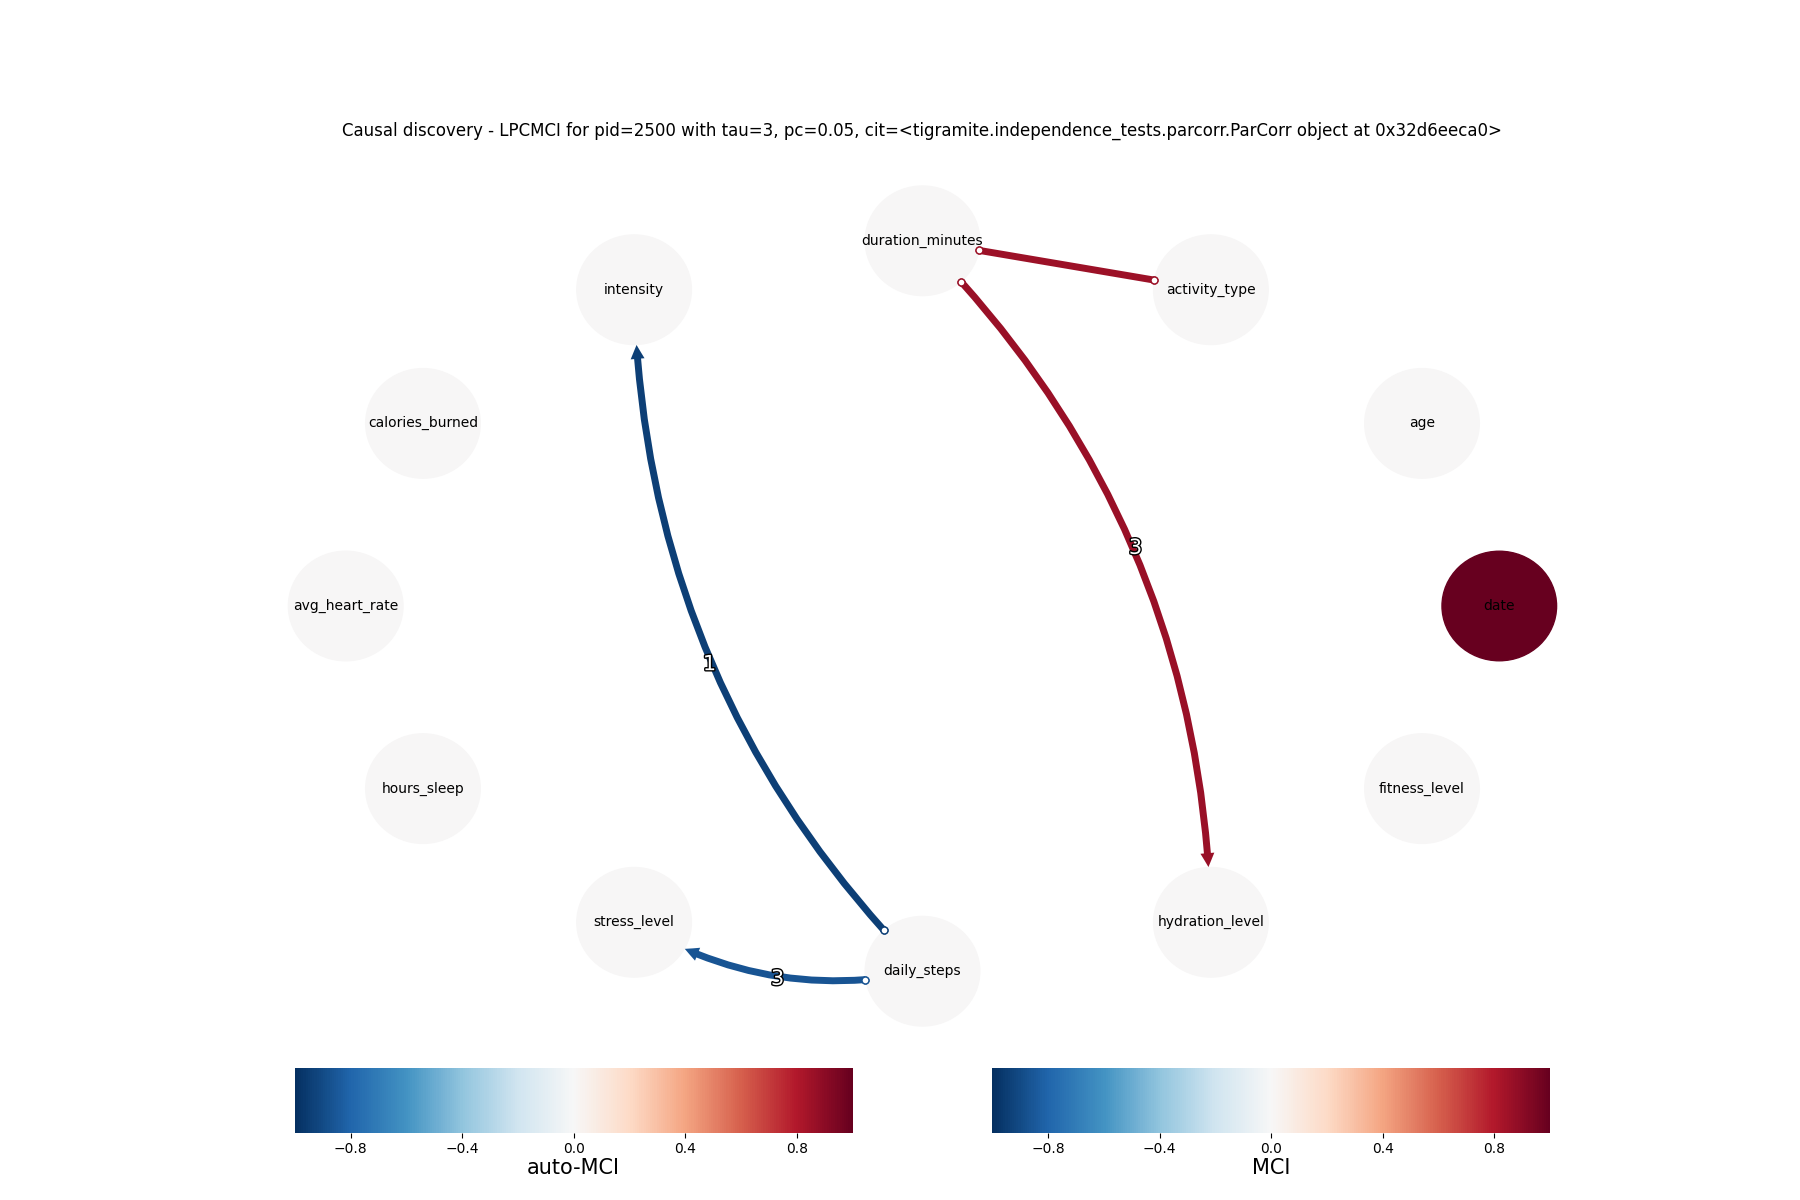 Causal discovery - LPCMCI for pid=2500 with tau=3, pc=0.05, cit=<tigramite.independence_tests.parcorr.ParCorr object at 0x32d6eeca0>
duration_minutes
intensity
activity_type
calories_burned
age
3
avg_heart_rate
date
1
hours_sleep
fitness_level
stress_level
hydration_level
daily_steps
3
−0.8 −0.4 0.0 0.4 0.8
auto-MCI
−0.8 −0.4 0.0 0.4 0.8
MCI